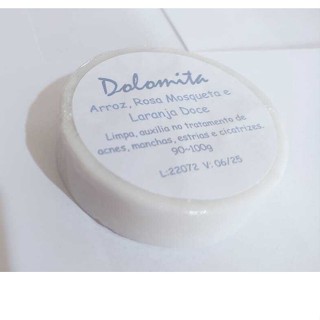 Dolomita
Arroz, Rosa Mosqueta e
Laranja Doce
Limpa, auxilia no tratamento de
acnes, manchas, estrias e cicatrizes.
90-100g
L:22072 V: 06/25